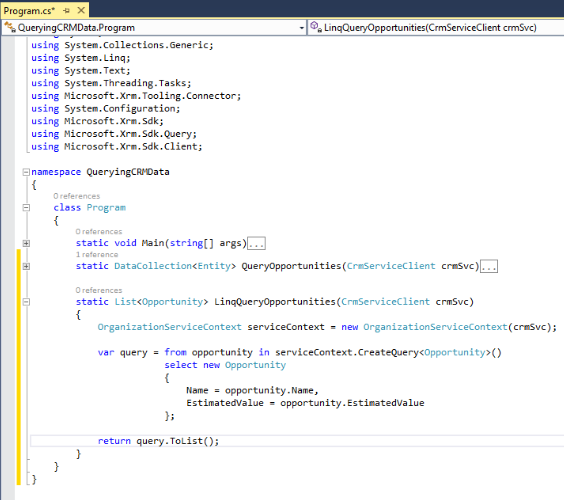 Program.cs*
QueryingCRMData.Program LinqQueryOpportunities(CrmServiceClient crmSvc)
using System.Collections.Generic;
using System.Linq;
using System.Text;
using System.Threading.Tasks;
using Microsoft.Xrm.Tooling.Connector;
using System.Configuration;
using Microsoft.Xrm.Sdk;
using Microsoft.Xrm.Sdk.Query;
using Microsoft.Xrm.Sdk.Client;
namespace QueryingCRMData
{
0 references
class Program
{
0 references
static void Main(string[] args)...
1 reference
static DataCollection<Entity> QueryOpportunities(CrmServiceClient crmSvc)...
0 references
static List<Opportunity> LinqQueryOpportunities(CrmServiceClient crmSvc)
{
OrganizationServiceContext serviceContext = new OrganizationServiceContext(crmSvc);
var query = from opportunity in serviceContext.CreateQuery<Opportunity>()
select new Opportunity
{
Name = opportunity.Name,
EstimatedValue = opportunity.EstimatedValue
};
return query.ToList();
}
}
}